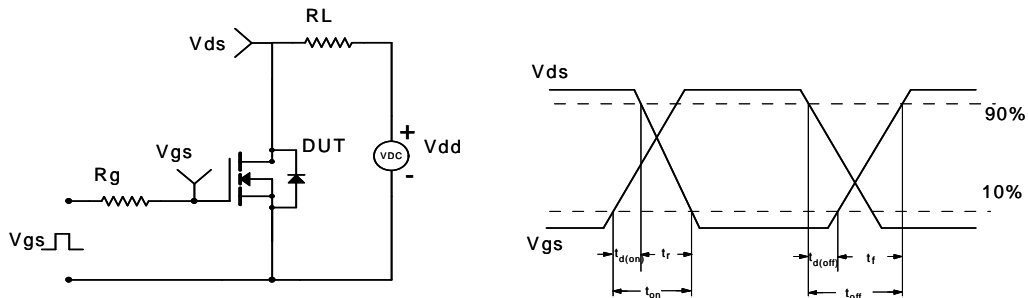 RL
Vds
Vgs
DUT
+
VDC
Vdd
-
Rg
Vgs
Vds
90%
10%
Vgs
td(on)
tr
ton
td(off)
tf
toff